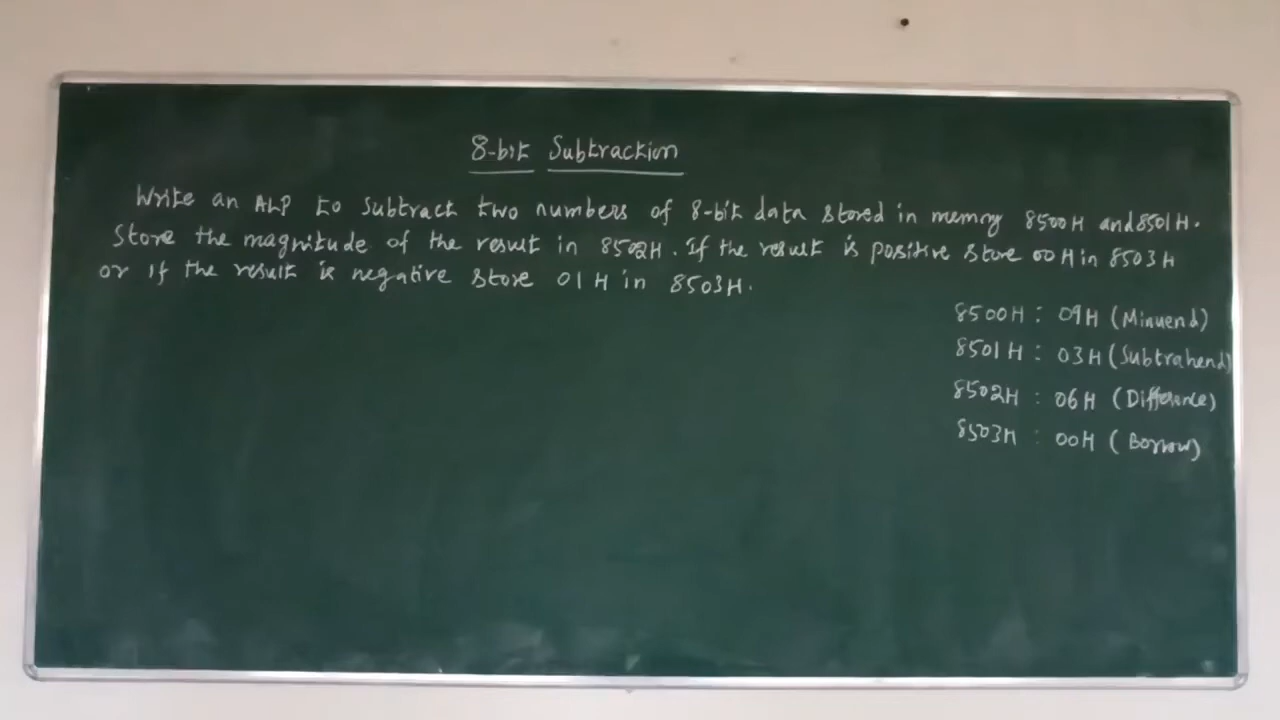 8-bit Subtraction
Write an ALP to Subtract two numbers of 8-bit data stored in memory 8500H and 8501H.
Store the magnitude of the result in 8502H. If the result is positive store 00H in 8503H
or if the result is negative store 01H in 8503H.
8500H : 09H (Minuend)
8501H : 03H (Subtrahend)
8502H : 06H (Difference)
8503H : 00H (Borrow)